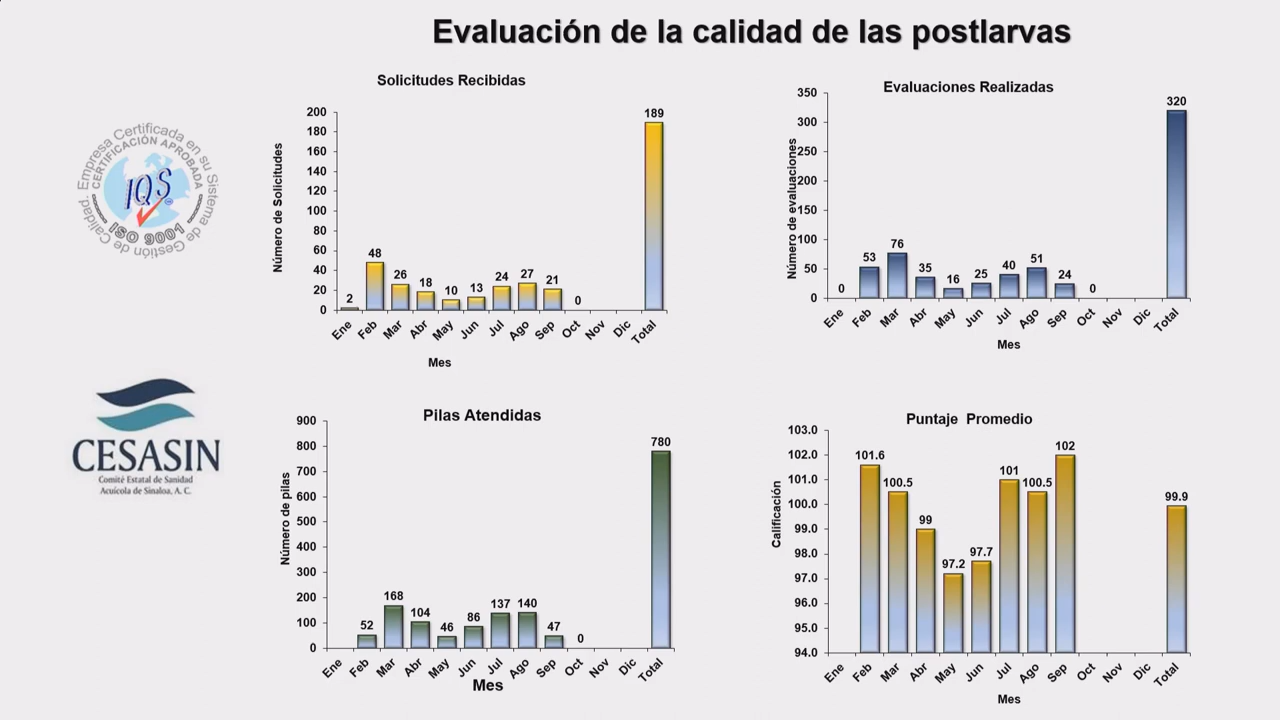 Evaluación de la calidad de las postlarvas
Empresa Certificada en su Sistema de Gestión de Calidad.
CERTIFICACIÓN APROBADA
IQS
ISO 9001
CESASIN
Comité Estatal de Sanidad
Acuícola de Sinaloa, A. C.
Solicitudes Recibidas
Número de Solicitudes
200
180
160
140
120
100
80
60
40
20
0
2
48
26
18
10
13
24
27
21
0
189
Ene
Feb
Mar
Abr
May
Jun
Jul
Ago
Sep
Oct
Nov
Dic
Total
Mes
Evaluaciones Realizadas
Número de evaluaciones
350
300
250
200
150
100
50
0
0
53
76
35
16
25
40
51
24
0
320
Ene
Feb
Mar
Abr
May
Jun
Jul
Ago
Sep
Oct
Nov
Dic
Total
Mes
Pilas Atendidas
Número de pilas
900
800
700
600
500
400
300
200
100
0
52
168
104
46
86
137
140
47
0
780
Ene
Feb
Mar
Abr
May
Jun
Jul
Ago
Sep
Oct
Nov
Dic
Total
Mes
Puntaje Promedio
Calificación
103.0
102.0
101.0
100.0
99.0
98.0
97.0
96.0
95.0
94.0
101.6
100.5
99
97.2
97.7
101
100.5
102
99.9
Ene
Feb
Mar
Abr
May
Jun
Jul
Ago
Sep
Oct
Nov
Dic
Total
Mes